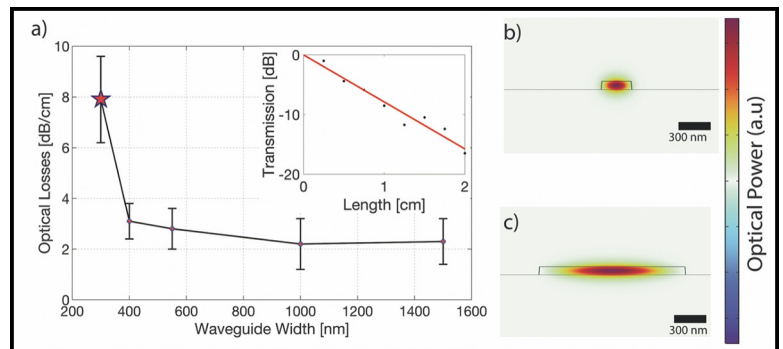 a)
10
8
6
4
2
0
Optical Losses [dB/cm]
200
400
600
800
1000
1200
1400
1600
Waveguide Width [nm]
0
-10
-20
Transmission [dB]
0
1
2
Length [cm]
b)
300 nm
c)
300 nm
Optical Power (a.u)